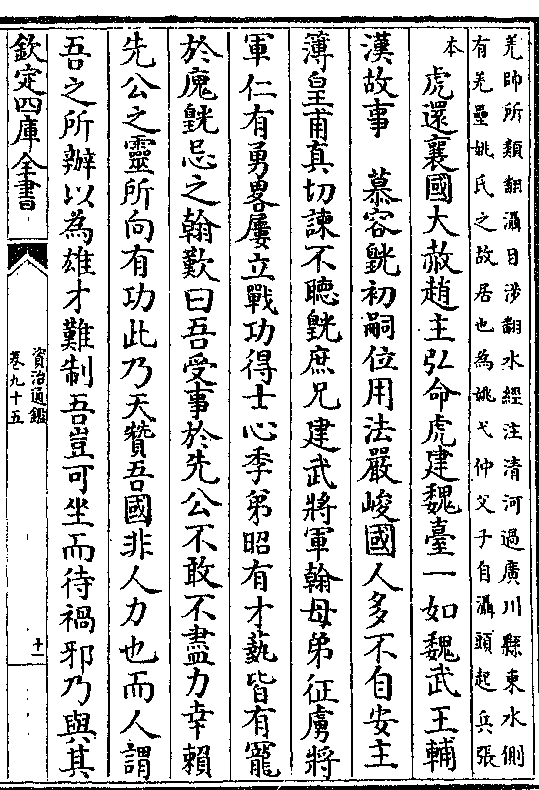 羌師所類翻灄目涉翻水經注清河過廣川縣東水側
有羌壘姚氏之故居也為姚弋仲父子自灄頭起兵張
本
虎還襄國大赦趙主弘命虎建魏臺一如魏武王輔
漢故事　慕容皝初嗣位用法嚴峻國人多不自安主
簿皇甫真切諫不聽皝庶兄建武將軍翰母弟征虜將
軍仁有勇畧屢立戰功得士心季弟昭有才藝皆有寵
於廆皝忌之翰歎曰吾受事於先公不敢不盡力幸賴
先公之靈所向有功此乃天贊吾國非人力也而人謂
吾之所辦以為雄才難制吾豈可坐而待禍邪乃與其
欽定四庫全書
資治通鑑
卷九十五
十一